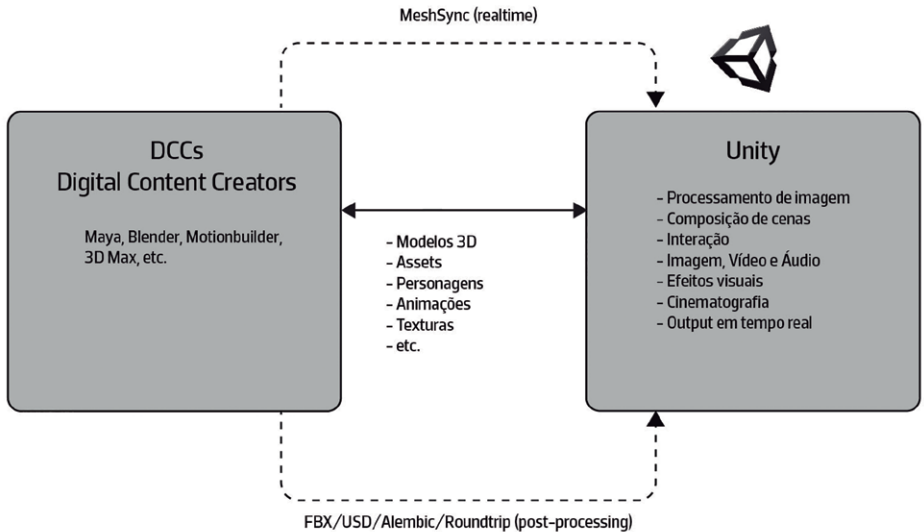 MeshSync (realtime)
DCCs
Digital Content Creators
Maya, Blender, Motionbuilder,
3D Max, etc.
- Modelos 3D
- Assets
- Personagens
- Animações
- Texturas
- etc.
Unity
- Processamento de imagem
- Composição de cenas
- Interação
- Imagem, Vídeo e Áudio
- Efeitos visuais
- Cinematografia
- Output em tempo real
FBX/USD/Alembic/Roundtrip (post-processing)